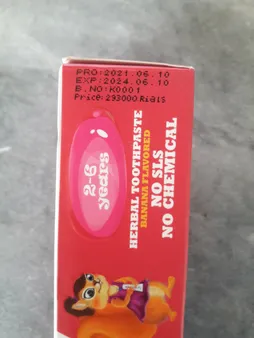 PRO:2021.06.10
EXP:2024.06.10
B.NO:K0001
Price:293000Rials
2-6
years
HERBAL TOOTHPASTE
BANANA FLAVORED
NO SLS
NO CHEMICAL